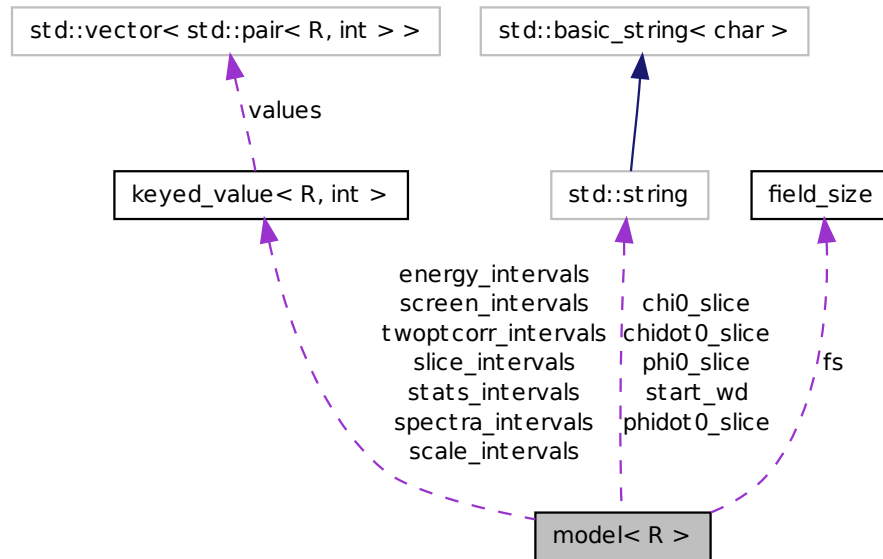 std::vector< std::pair< R, int > >
std::basic_string< char >
values
keyed_value< R, int >
std::string
field_size
energy_intervals
screen_intervals
twoptcorr_intervals
slice_intervals
stats_intervals
spectra_intervals
scale_intervals
chi0_slice
chidot0_slice
phi0_slice
start_wd
phidot0_slice
fs
model< R >